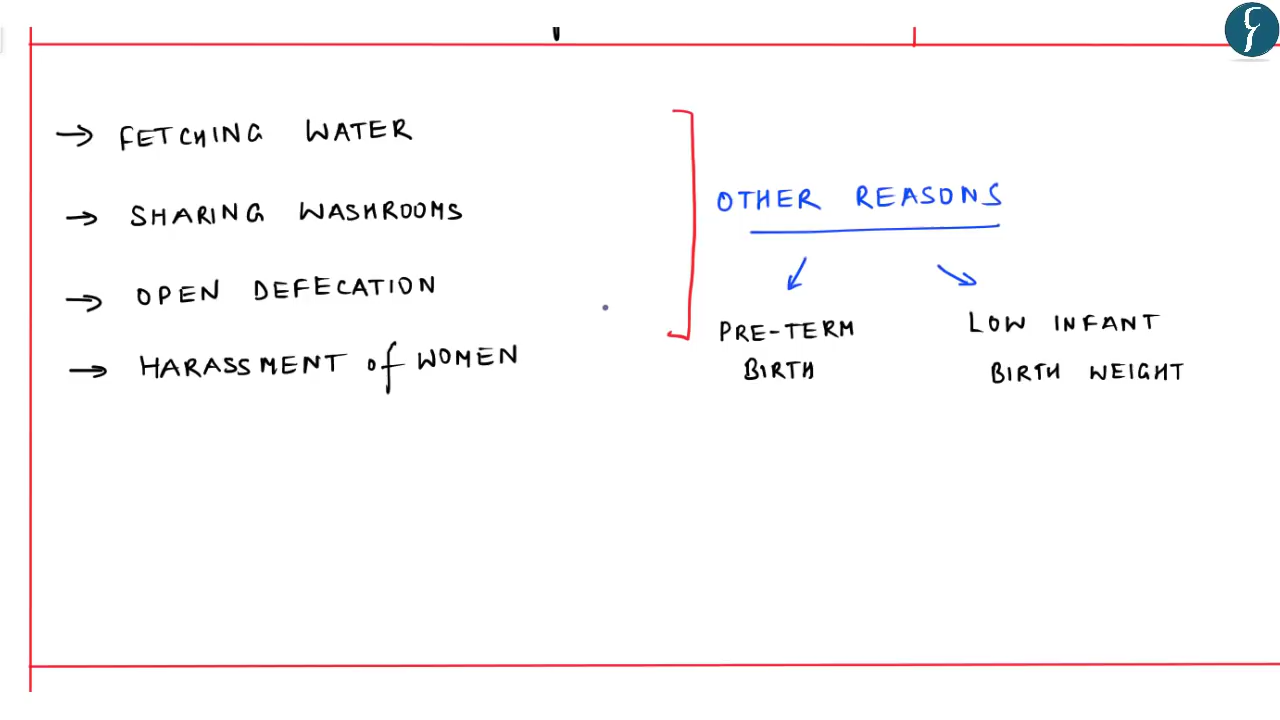 → FETCHING WATER
→ SHARING WASHROOMS
→ OPEN DEFECATION
→ HARASSMENT of WOMEN
OTHER REASONS
PRE-TERM
BIRTH
LOW INFANT
BIRTH WEIGHT